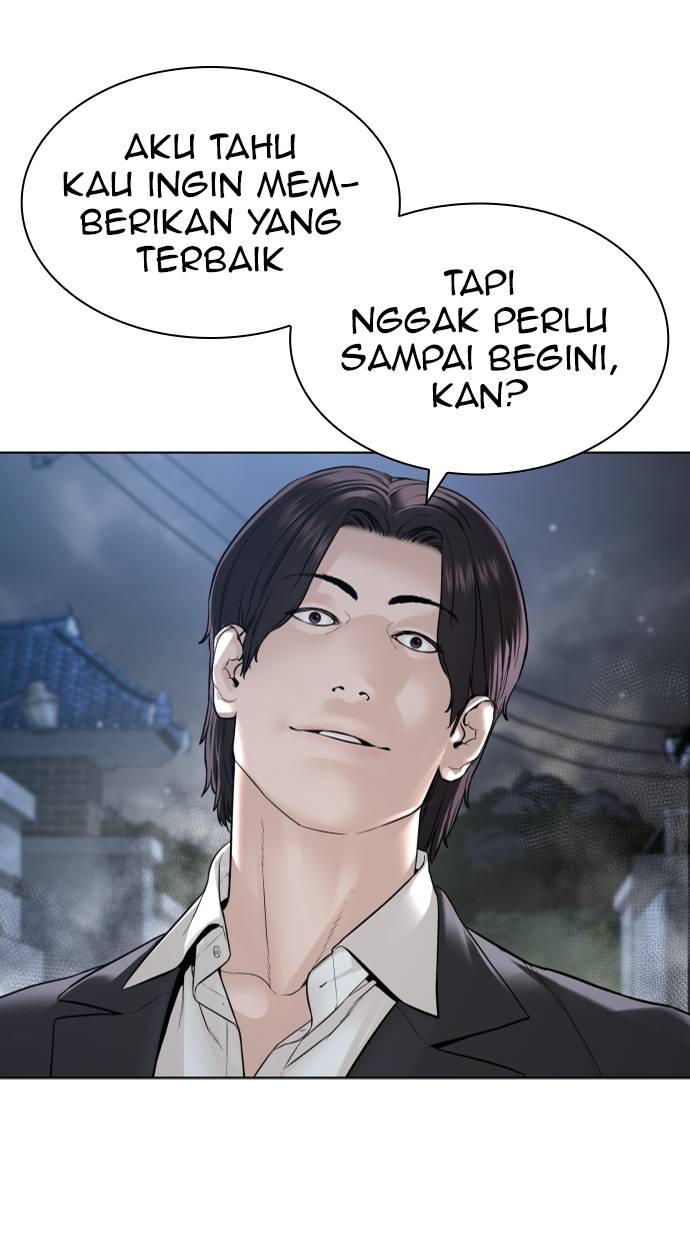 AKU TAHU
KAU INGIN MEM-
BERIKAN YANG
TERBAIK
TAPI
NGGAK PERLU
SAMPAI BEGINI,
KAN?